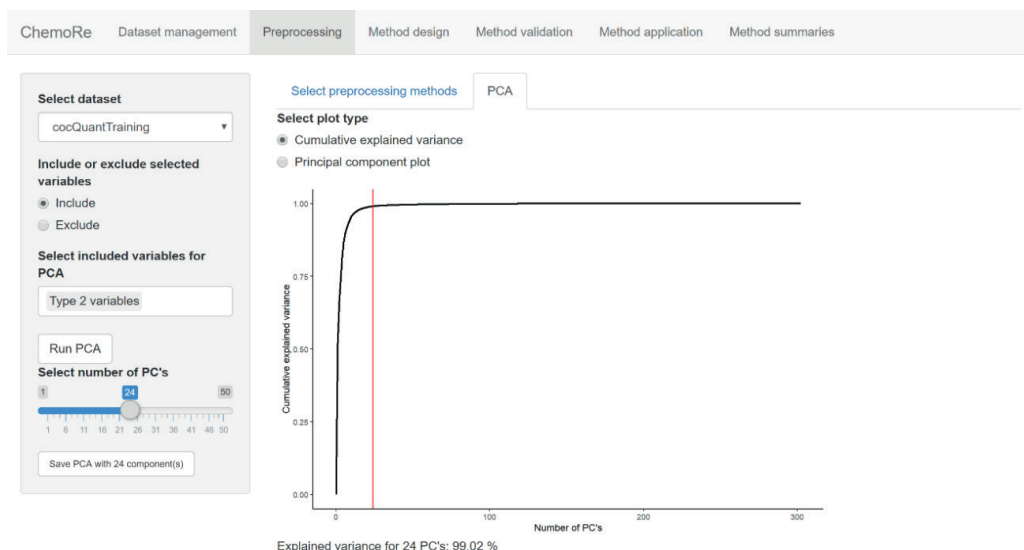 ChemoRe Dataset management Preprocessing Method design Method validation Method application Method summaries
Select dataset
cocQuantTraining
Include or exclude selected
variables
Include
Exclude
Select included variables for
PCA
Type 2 variables
Run PCA
Select number of PC's
1 24 50
1 6 11 16 21 26 31 36 41 46 50
Save PCA with 24 component(s)
Select preprocessing methods PCA
Select plot type
Cumulative explained variance
Principal component plot
Cumulative explained variance
1.00
0.75
0.50
0.25
0.00
0 100 200 300
Number of PC's
Explained variance for 24 PC's: 99.02 %